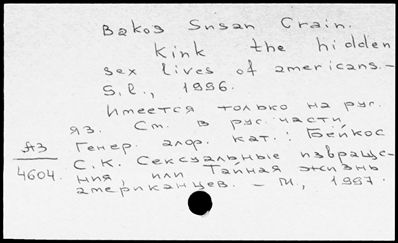 Bakos Susan Crain.
Kink the hidden
sex lives of americans.-
S.l., 1996.
Имеется только на рус.
яз. См. в рус. части
Генер. алф. кат.: Бейкос
С.К. Сексуальные извраще-
ния, или Тайная жизнь
американцев. - М., 1997.
А3
4604.